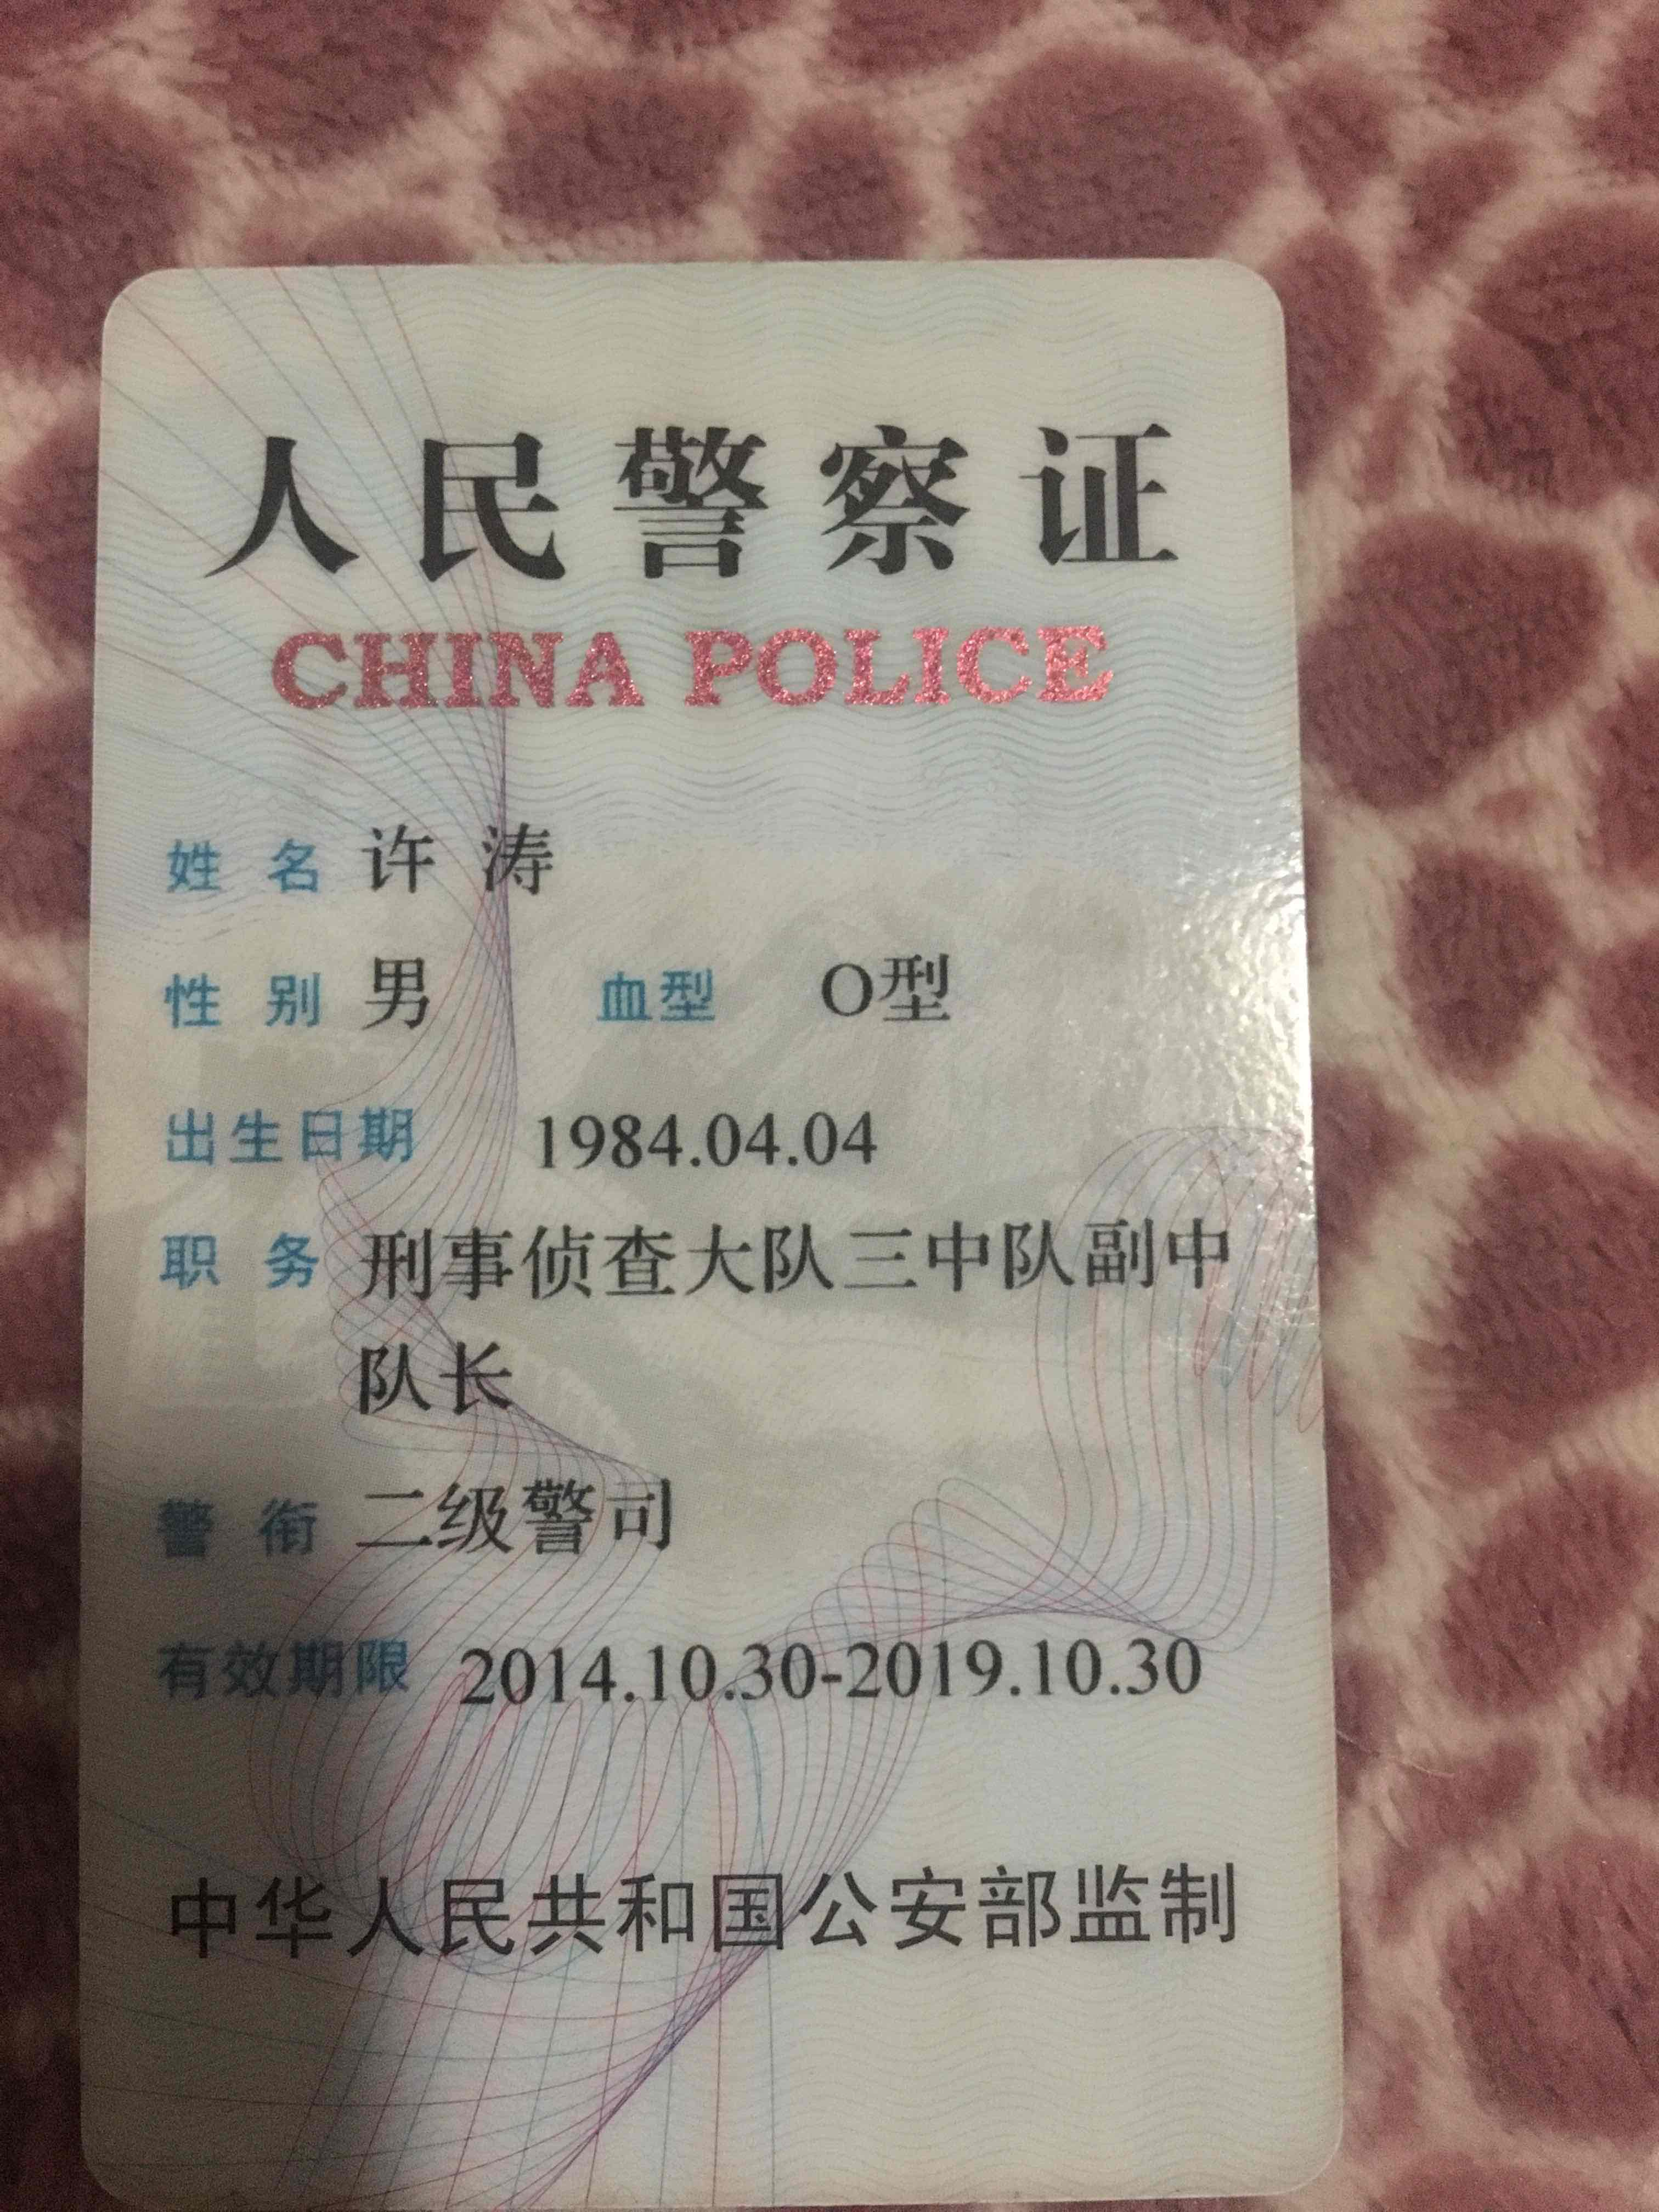 人民警察证
CHINA POLICE
姓 名 许 涛
性 别 男 血型 O型
出生日期 1984.04.04
职 务 刑事侦查大队三中队副中
队长
警 衔 二级警司
有效期限 2014.10.30-2019.10.30
中华人民共和国公安部监制